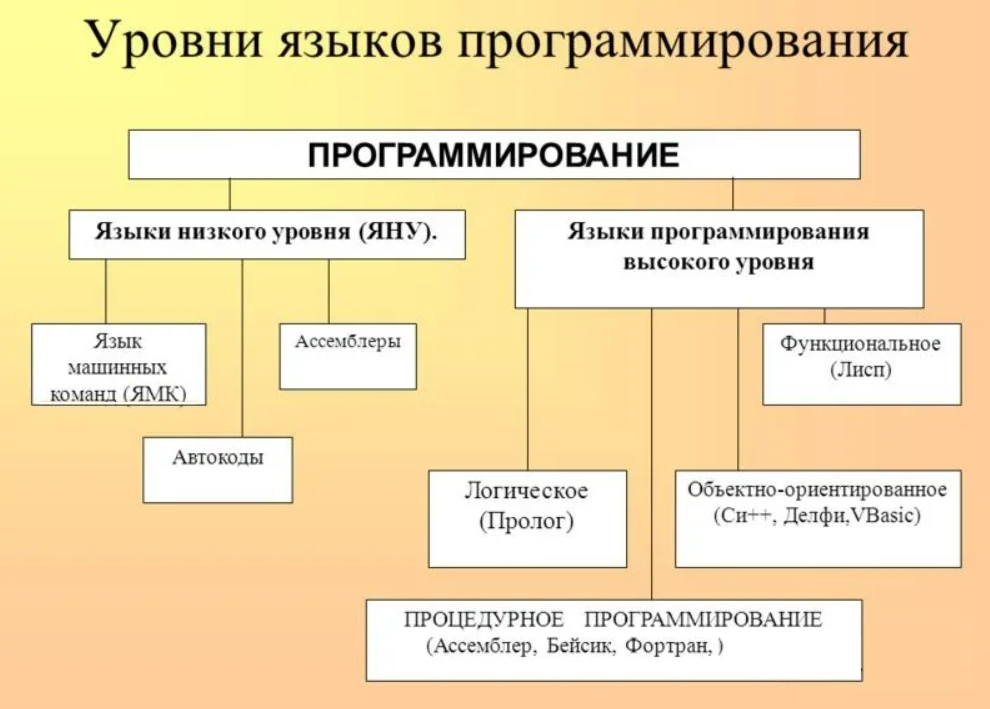 Уровни языков программирования
ПРОГРАММИРОВАНИЕ
Языки низкого уровня (ЯНУ).
Языки программирования
высокого уровня
Язык
машинных
команд (ЯМК)
Ассемблеры
Функциональное
(Лисп)
Автокоды
Логическое
(Пролог)
Объектно-ориентированное
(Си++, Делфи,VBasic)
ПРОЦЕДУРНОЕ ПРОГРАММИРОВАНИЕ
(Ассемблер, Бейсик, Фортран, )